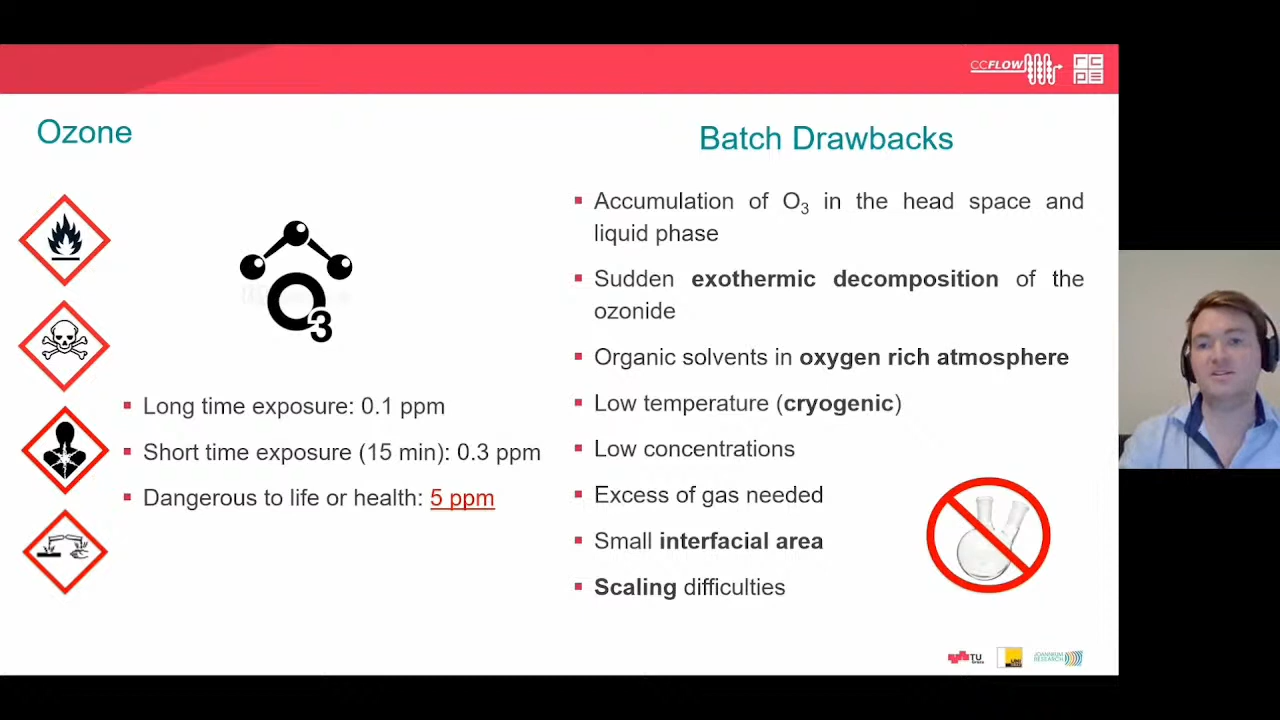 CCFLOW
rcpe
Ozone
O3
Long time exposure: 0.1 ppm
Short time exposure (15 min): 0.3 ppm
Dangerous to life or health: 5 ppm
Batch Drawbacks
Accumulation of O3 in the head space and
liquid phase
Sudden exothermic decomposition of the
ozonide
Organic solvents in oxygen rich atmosphere
Low temperature (cryogenic)
Low concentrations
Excess of gas needed
Small interfacial area
Scaling difficulties
TU
JOANNEUM
RESEARCH